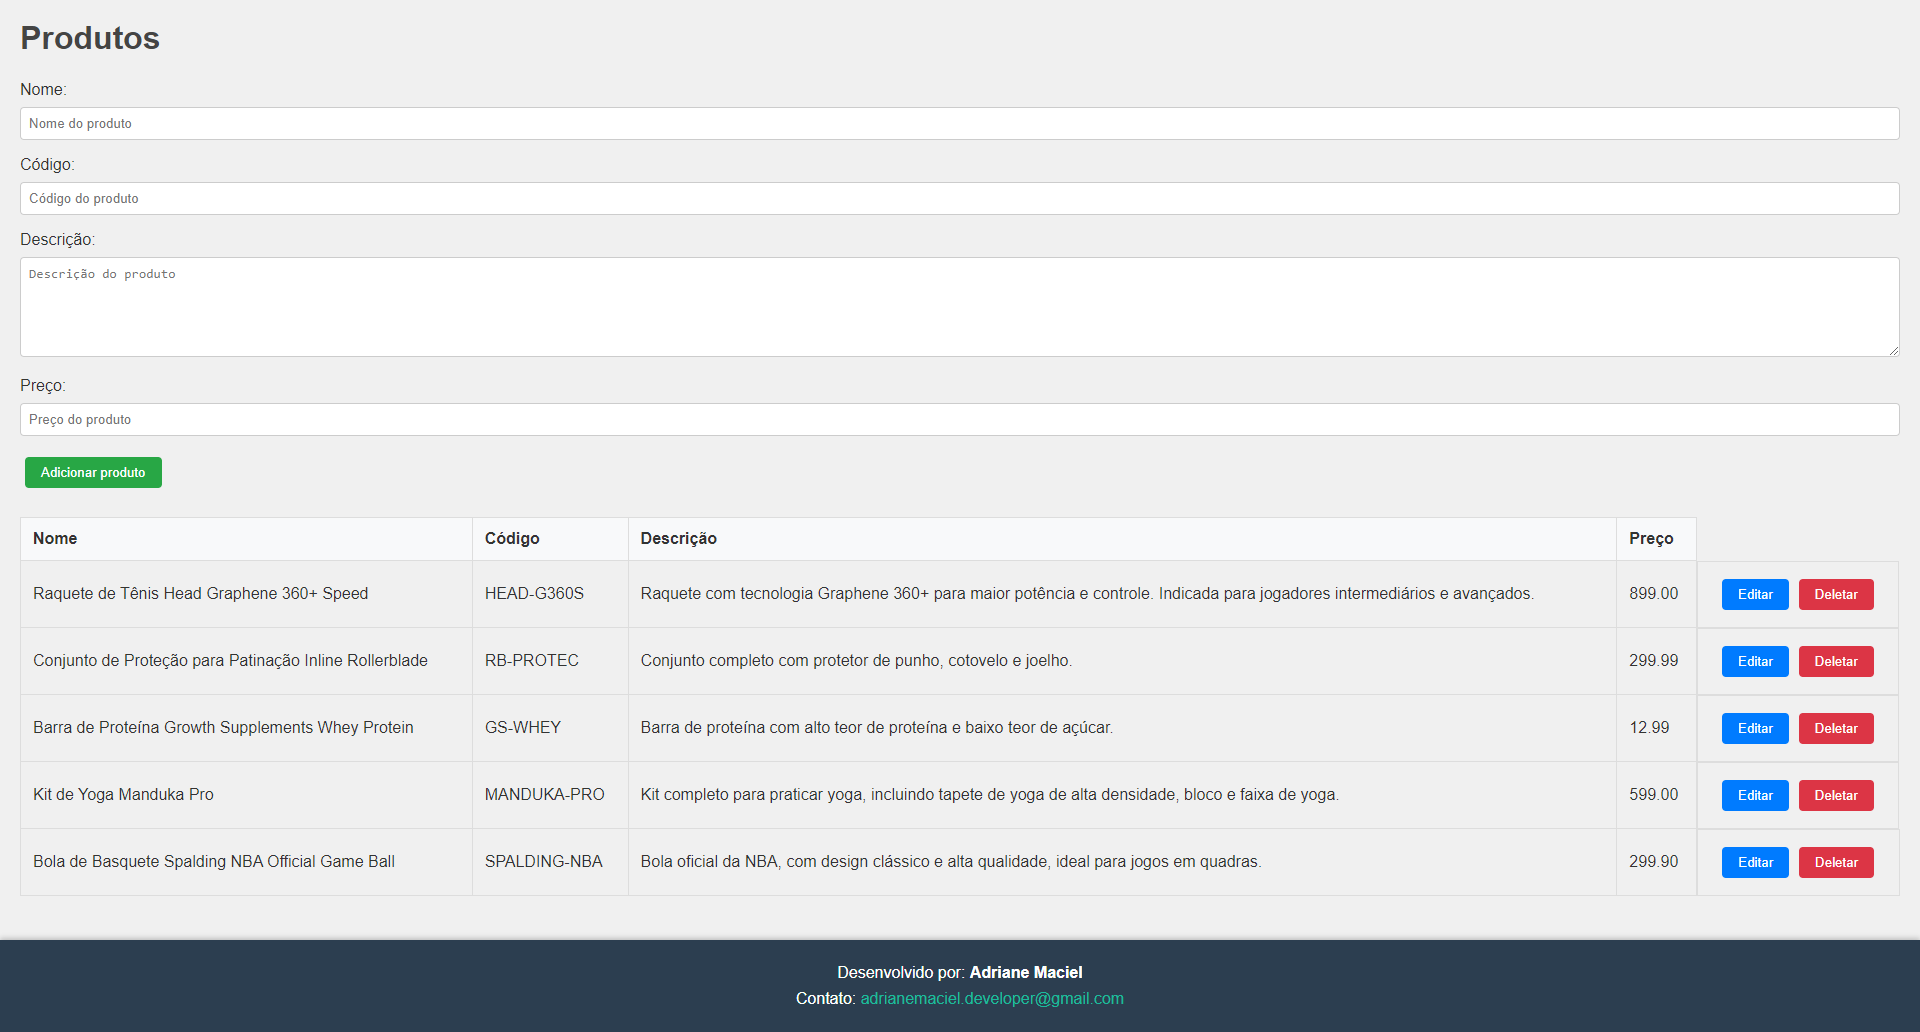 Produtos
Nome:
Nome do produto
Código:
Código do produto
Descrição:
Descrição do produto
Preço:
Preço do produto
Adicionar produto
Nome Código Descrição Preço
Raquete de Tênis Head Graphene 360+ Speed HEAD-G360S Raquete com tecnologia Graphene 360+ para maior potência e controle. Indicada para jogadores intermediários e avançados. 899.00 Editar Deletar
Conjunto de Proteção para Patinação Inline Rollerblade RB-PROTEC Conjunto completo com protetor de punho, cotovelo e joelho. 299.99 Editar Deletar
Barra de Proteína Growth Supplements Whey Protein GS-WHEY Barra de proteína com alto teor de proteína e baixo teor de açúcar. 12.99 Editar Deletar
Kit de Yoga Manduka Pro MANDUKA-PRO Kit completo para praticar yoga, incluindo tapete de yoga de alta densidade, bloco e faixa de yoga. 599.00 Editar Deletar
Bola de Basquete Spalding NBA Official Game Ball SPALDING-NBA Bola oficial da NBA, com design clássico e alta qualidade, ideal para jogos em quadras. 299.90 Editar Deletar
Desenvolvido por: Adriane Maciel
Contato: adrianemaciel.developer@gmail.com